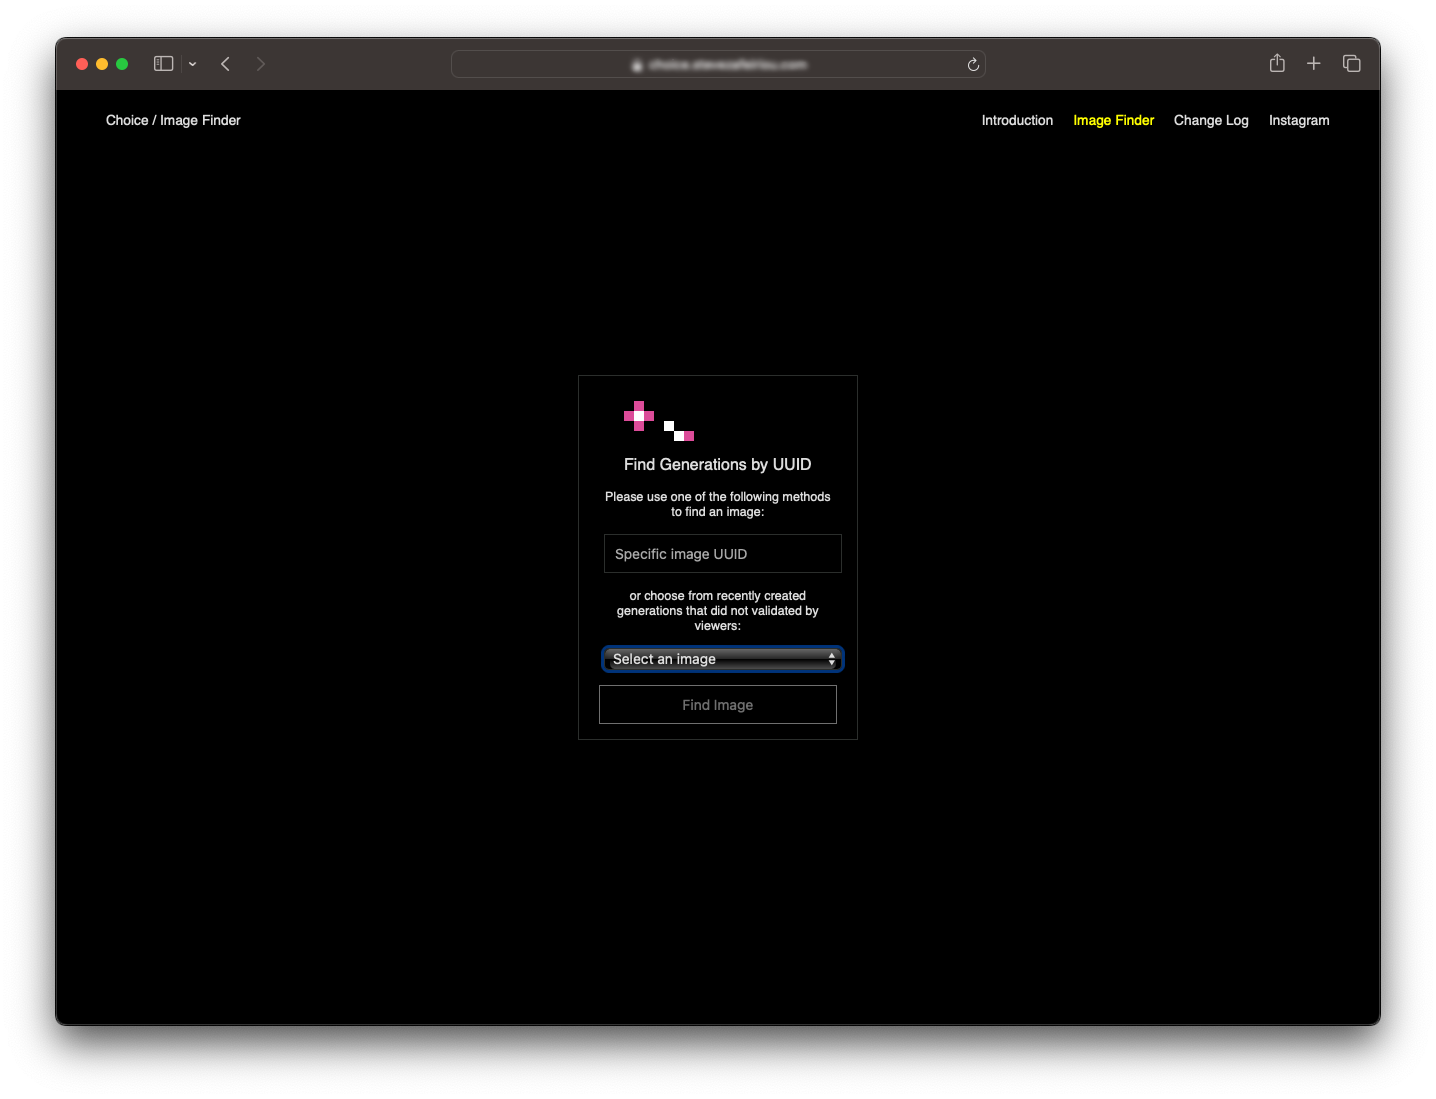 Choice / Image Finder
Introduction Image Finder Change Log Instagram
Find Generations by UUID
Please use one of the following methods
to find an image:
Specific image UUID
or choose from recently created
generations that did not validated by
viewers:
Select an image
Find Image